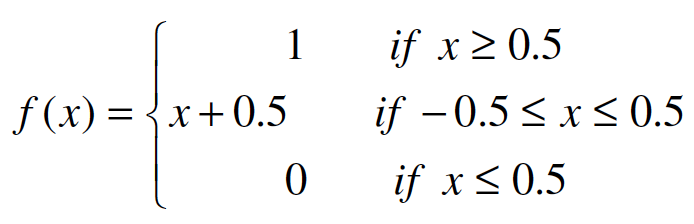 1 if x ≥ 0.5
f(x) = { x + 0.5 if −0.5 ≤ x ≤ 0.5
0 if x ≤ 0.5